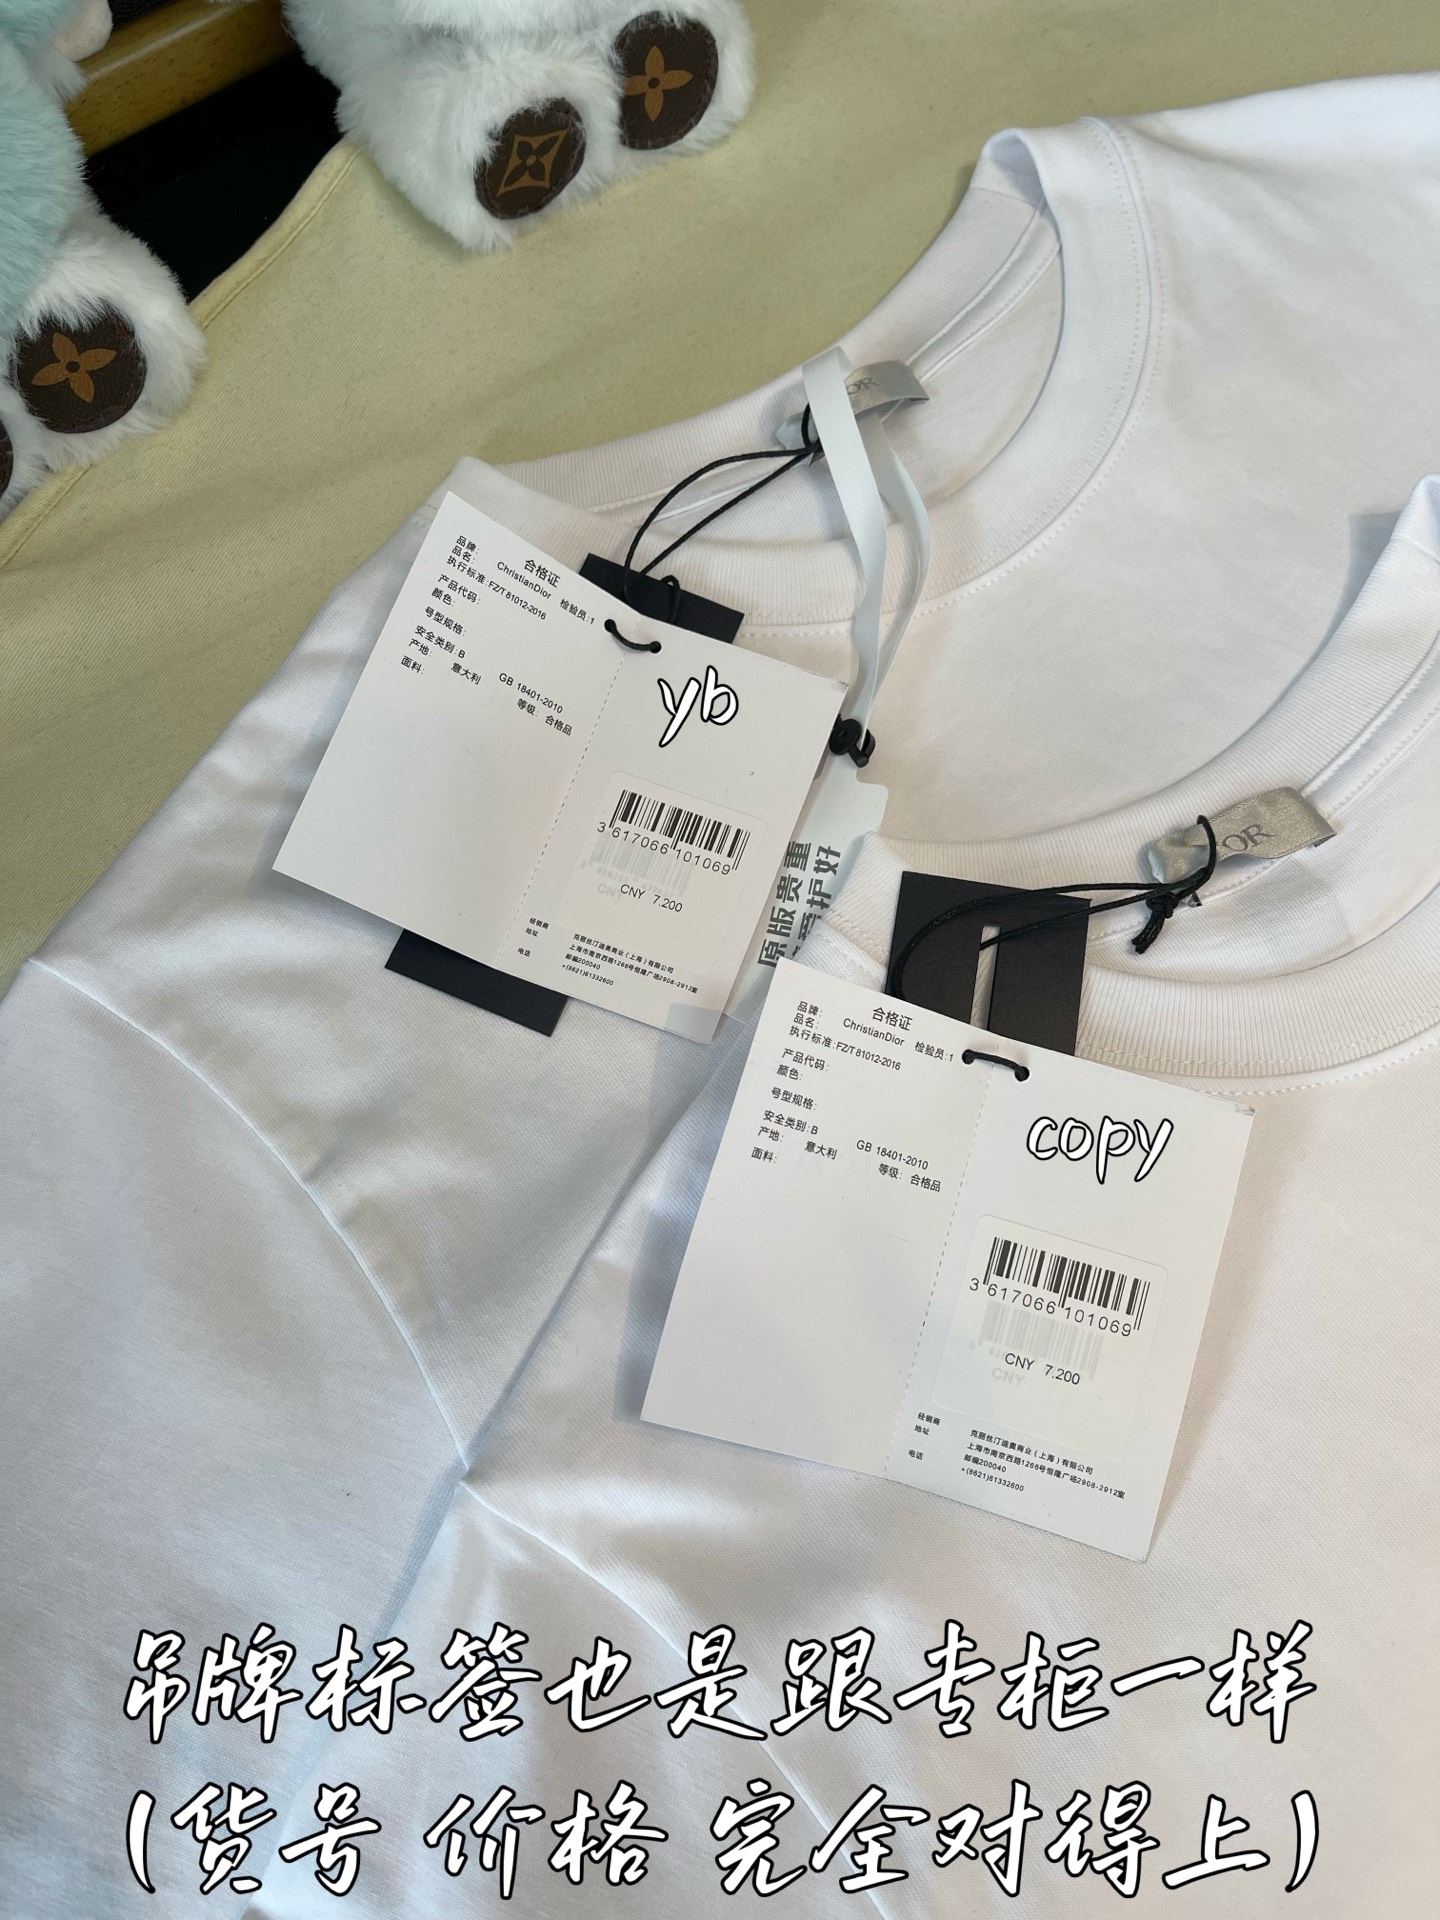 OR
合格证
品牌:
品名: ChristianDior 检验员:1
执行标准:FZ/T 81012-2016
产品代码:
颜色:
号型规格:
安全类别:B GB 18401-2010
产地: 意大利 等级: 合格品
面料:
yb
3 617066 101069
CNY 7.200
经销商 克丽丝汀迪奥商业(上海)有限公司
地址 上海市南京西路1266号恒隆广场2908-2912室
邮编200040
电话 +(8621)61332600
原版贵重
爱护好
OR
合格证
品牌:
品名: ChristianDior 检验员:1
执行标准:FZ/T 81012-2016
产品代码:
颜色:
号型规格:
安全类别:B GB 18401-2010
产地: 意大利 等级: 合格品
面料:
copy
3 617066 101069
CNY 7.200
CNY
经销商 克丽丝汀迪奥商业(上海)有限公司
地址 上海市南京西路1266号恒隆广场2908-2912室
邮编200040
电话 +(8621)61332600
吊牌标签也是跟专柜一样
(货号 价格 完全对得上)